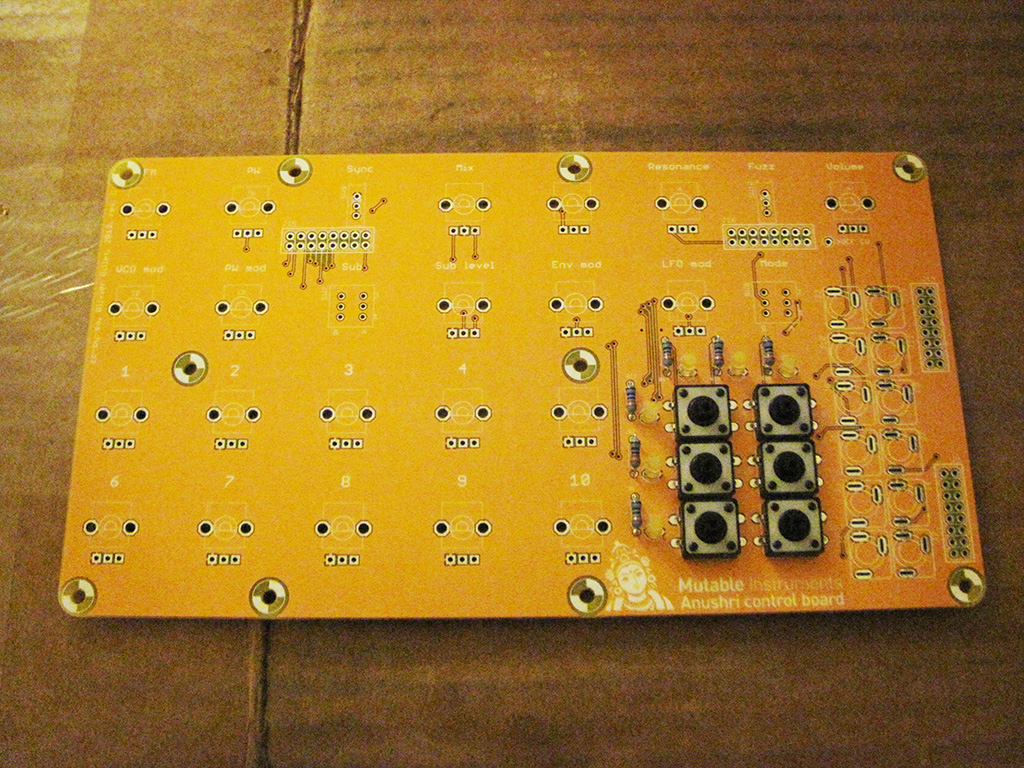 FM PW Sync Mix Resonance Fuzz Volume
VCO mod PW mod Sub Sub level Env mod LFO mod Mode
1 2 3 4
6 7 8 9 10
Mutable Instruments
Anushri control board